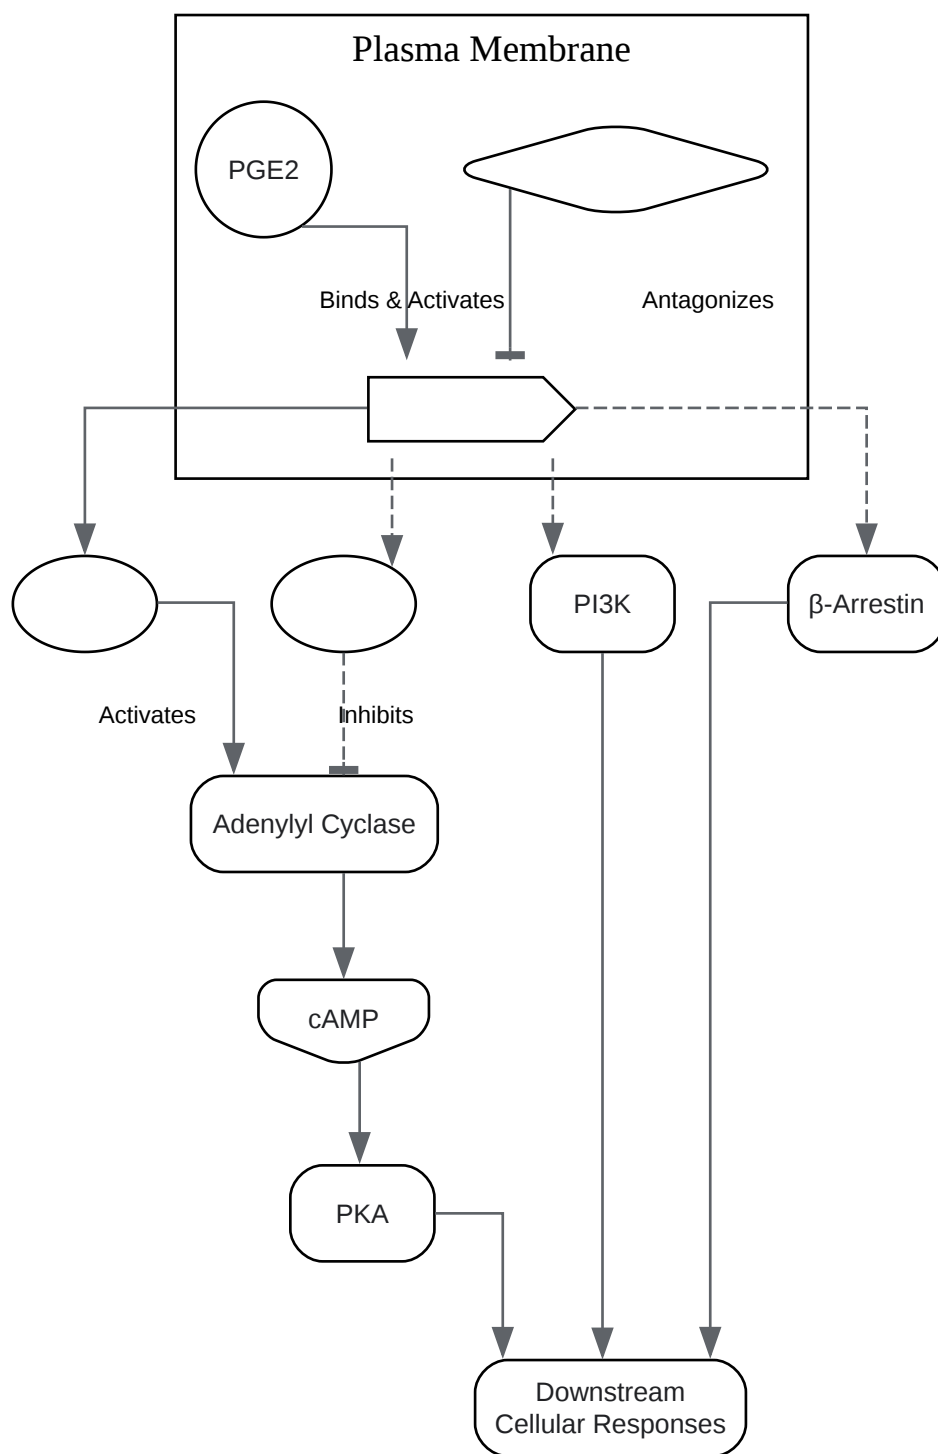 Plasma Membrane
PGE2
Binds & Activates
Antagonizes
PI3K
β-Arrestin
Activates
Inhibits
Adenylyl Cyclase
cAMP
PKA
Downstream
Cellular Responses